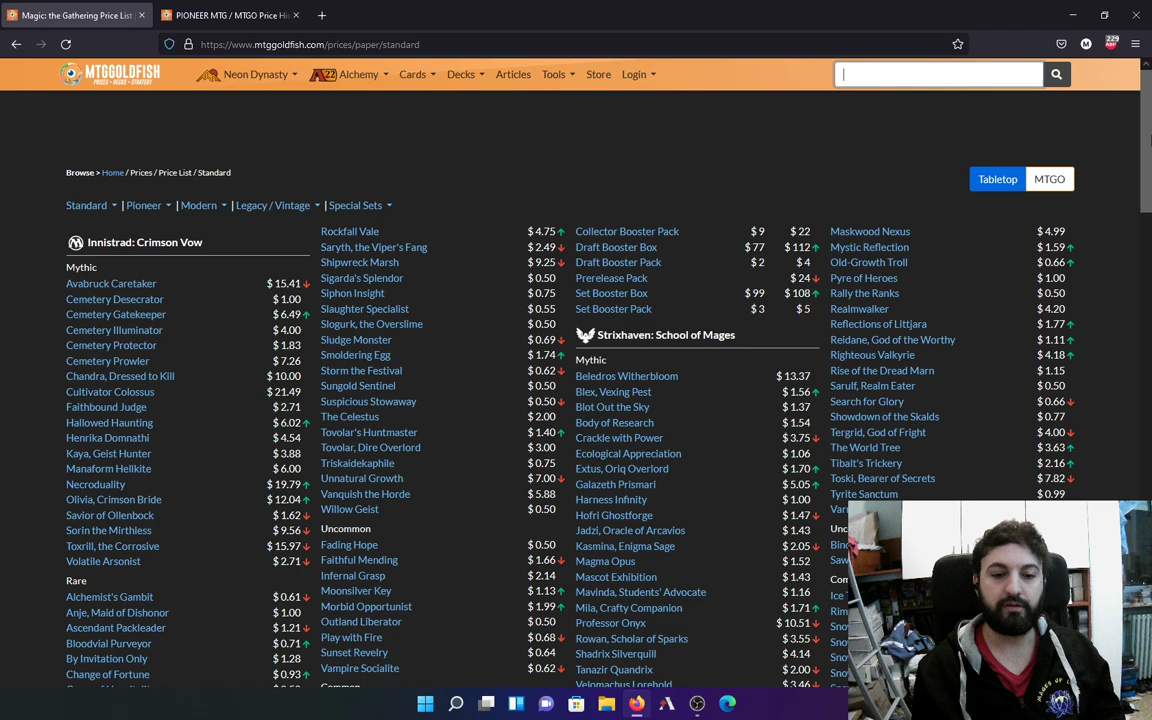 Magic: the Gathering Price List
PIONEER MTG / MTGO Price His
229
https://www.mtggoldfish.com/prices/paper/standard
MTGGOLDFISH
PRICES • DECKS • STRATEGY
Neon Dynasty
A22 Alchemy
Cards
Decks
Articles
Tools
Store
Login
Browse > Home / Prices / Price List / Standard
Tabletop
MTGO
Standard | Pioneer | Modern | Legacy / Vintage | Special Sets
Innistrad: Crimson Vow
Mythic
Avabruck Caretaker $ 15.41
Cemetery Desecrator $ 1.00
Cemetery Gatekeeper $ 6.49
Cemetery Illuminator $ 4.00
Cemetery Protector $ 1.83
Cemetery Prowler $ 7.26
Chandra, Dressed to Kill $ 10.00
Cultivator Colossus $ 21.49
Faithbound Judge $ 2.71
Hallowed Haunting $ 6.02
Henrika Domnathi $ 4.54
Kaya, Geist Hunter $ 3.88
Manaform Hellkite $ 6.00
Necroduality $ 19.79
Olivia, Crimson Bride $ 12.04
Savior of Ollenbock $ 1.62
Sorin the Mirthless $ 9.56
Toxrill, the Corrosive $ 15.97
Volatile Arsonist $ 2.71
Rare
Alchemist's Gambit $ 0.61
Anje, Maid of Dishonor $ 1.00
Ascendant Packleader $ 1.21
Bloodvial Purveyor $ 0.71
By Invitation Only $ 1.28
Change of Fortune $ 0.93
Rockfall Vale $ 4.75
Saryth, the Viper's Fang $ 2.49
Shipwreck Marsh $ 9.25
Sigarda's Splendor $ 0.50
Siphon Insight $ 0.75
Slaughter Specialist $ 0.55
Slogurk, the Overslime $ 0.50
Sludge Monster $ 0.69
Smoldering Egg $ 1.74
Storm the Festival $ 0.62
Sungold Sentinel $ 0.50
Suspicious Stowaway $ 0.50
The Celestus $ 2.00
Tovolar's Huntmaster $ 1.40
Tovolar, Dire Overlord $ 3.00
Triskaidekaphile $ 0.75
Unnatural Growth $ 7.00
Vanquish the Horde $ 5.88
Willow Geist $ 0.50
Uncommon
Fading Hope $ 0.50
Faithful Mending $ 1.66
Infernal Grasp $ 2.14
Moonsilver Key $ 1.13
Morbid Opportunist $ 1.99
Outland Liberator $ 0.50
Play with Fire $ 0.68
Sunset Revelry $ 0.64
Vampire Socialite $ 0.62
Common
Collector Booster Pack $ 9 $ 22
Draft Booster Box $ 77 $ 112
Draft Booster Pack $ 2 $ 4
Prerelease Pack $ 24
Set Booster Box $ 99 $ 108
Set Booster Pack $ 3 $ 5
Strixhaven: School of Mages
Mythic
Beledros Witherbloom $ 13.37
Blex, Vexing Pest $ 1.56
Blot Out the Sky $ 1.37
Body of Research $ 1.54
Crackle with Power $ 3.75
Ecological Appreciation $ 1.06
Extus, Oriq Overlord $ 1.70
Galazeth Prismari $ 5.05
Harness Infinity $ 1.00
Hofri Ghostforge $ 1.47
Jadzi, Oracle of Arcavios $ 1.43
Kasmina, Enigma Sage $ 2.05
Magma Opus $ 1.52
Mascot Exhibition $ 1.43
Mavinda, Students' Advocate $ 1.16
Mila, Crafty Companion $ 1.71
Professor Onyx $ 10.51
Rowan, Scholar of Sparks $ 3.55
Shadrix Silverquill $ 4.14
Tanazir Quandrix $ 2.00
Velomachus Lorehold $ 3.46
Maskwood Nexus $ 4.99
Mystic Reflection $ 1.59
Old-Growth Troll $ 0.66
Pyre of Heroes $ 1.00
Rally the Ranks $ 0.50
Realmwalker $ 4.20
Reflections of Littjara $ 1.77
Reidane, God of the Worthy $ 1.11
Righteous Valkyrie $ 4.18
Rise of the Dread Marn $ 1.15
Sarulf, Realm Eater $ 0.50
Search for Glory $ 0.66
Showdown of the Skalds $ 0.77
Tergrid, God of Fright $ 4.00
The World Tree $ 3.63
Tibalt's Trickery $ 2.16
Toski, Bearer of Secrets $ 7.82
Tyrite Sanctum $ 0.99
Var
Unc
Bin
Saw
Com
Ice
Rim
Sno
Sno
Sno
Sno
Sno